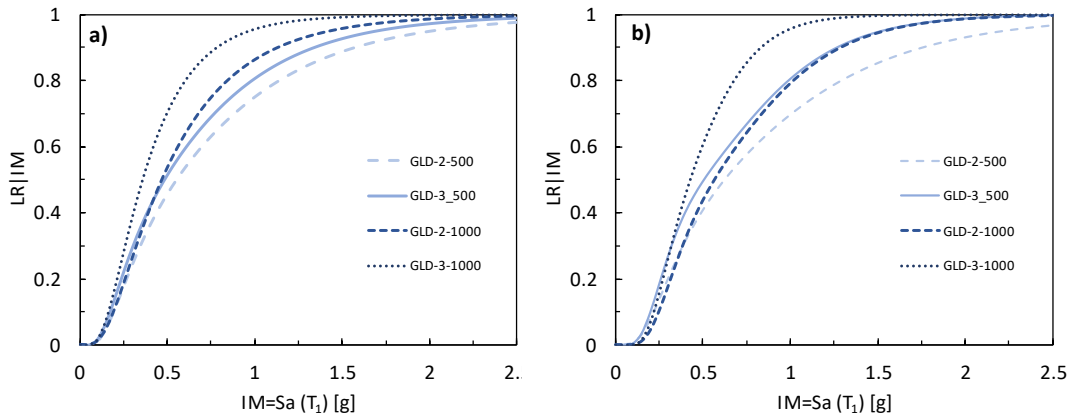 a)
1
0.8
0.6
0.4
0.2
0
LR|IM
0 0.5 1 1.5 2 2.
IM=Sa (T₁) [g]
GLD-2-500
GLD-3_500
GLD-2-1000
GLD-3-1000
b)
1
0.8
0.6
0.4
0.2
0
LR|IM
0 0.5 1 1.5 2 2.5
IM=Sa (T₁) [g]
GLD-2-500
GLD-3_500
GLD-2-1000
GLD-3-1000